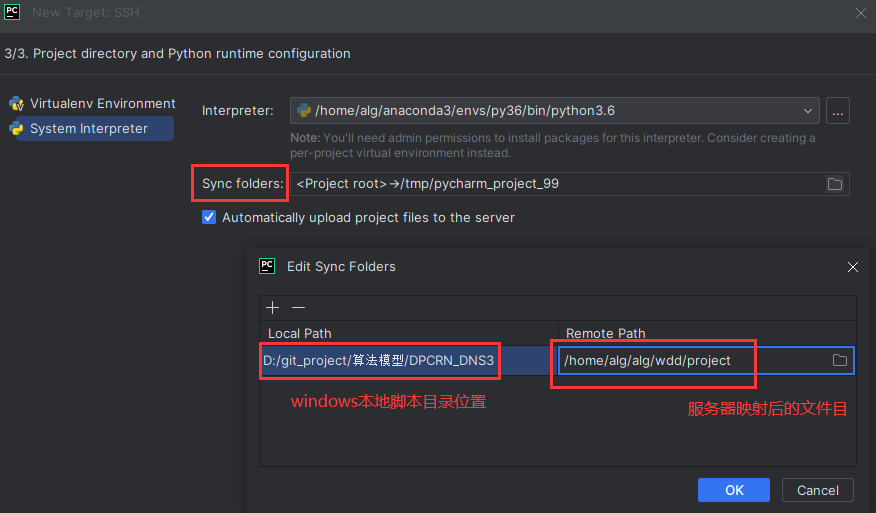 PC New Target: SSH
3/3. Project directory and Python runtime configuration
Virtualenv Environment
System Interpreter
Interpreter: /home/alg/anaconda3/envs/py36/bin/python3.6 ...
Note: You'll need admin permissions to install packages for this interpreter. Consider creating a
per-project virtual environment instead.
Sync folders: <Project root>→/tmp/pycharm_project_99
Automatically upload project files to the server
PC Edit Sync Folders
Local Path Remote Path
D:/git_project/算法模型/DPCRN_DNS3 /home/alg/alg/wdd/project
windows本地脚本目录位置
服务器映射后的文件目
OK Cancel